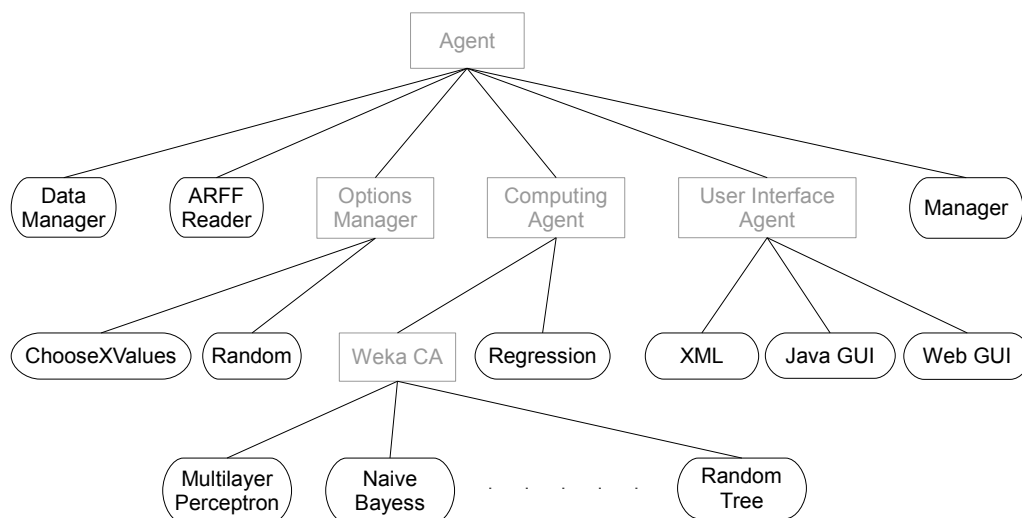 Agent
Data
Manager
ARFF
Reader
Options
Manager
Computing
Agent
User Interface
Agent
Manager
ChooseXValues
Random
Weka CA
Regression
XML
Java GUI
Web GUI
Multilayer
Perceptron
Naive
Bayess
. . . . .
Random
Tree